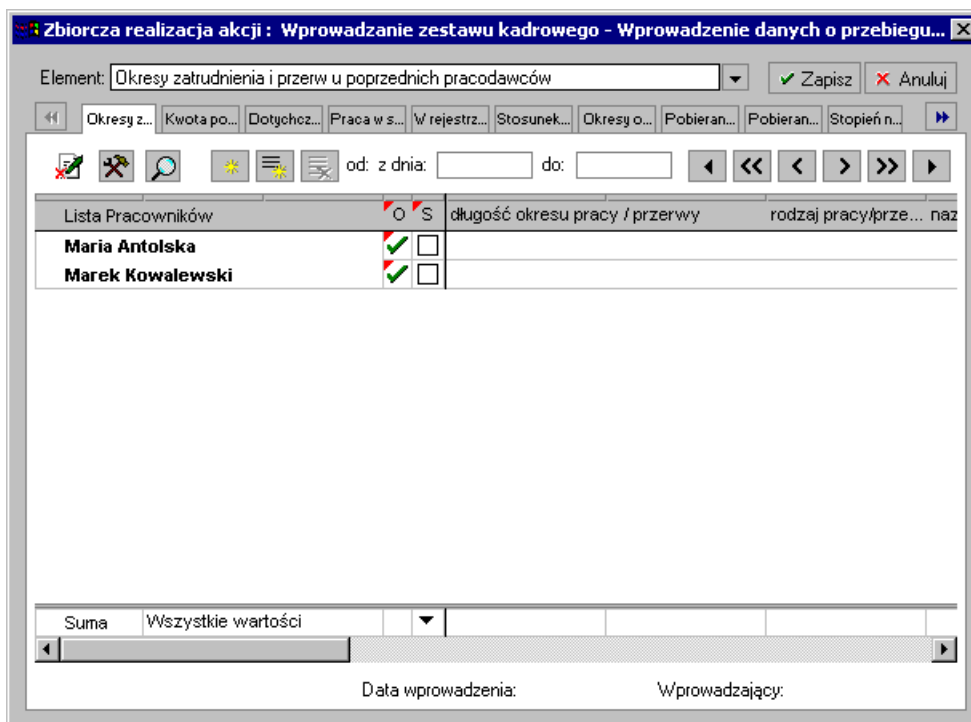 Zbiorcza realizacja akcji : Wprowadzanie zestawu kadrowego - Wprowadzenie danych o przebiegu...
Element: Okresy zatrudnienia i przerw u poprzednich pracodawców Zapisz Anuluj
Okresy z... Kwota po... Dotychcz... Praca w s... W rejestrz... Stosunek... Okresy o... Pobieran... Pobieran... Stopień n...
od: z dnia: do:
Lista Pracowników O S długość okresu pracy / przerwy rodzaj pracy/prze... naz
Maria Antolska
Marek Kowalewski
Suma Wszystkie wartości
Data wprowadzenia: Wprowadzający: